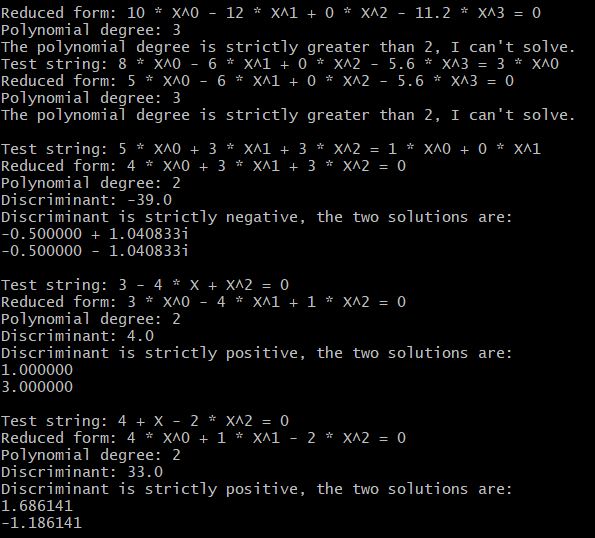 Reduced form: 10 * X^0 - 12 * X^1 + 0 * X^2 - 11.2 * X^3 = 0
Polynomial degree: 3
The polynomial degree is strictly greater than 2, I can't solve.
Test string: 8 * X^0 - 6 * X^1 + 0 * X^2 - 5.6 * X^3 = 3 * X^0
Reduced form: 5 * X^0 - 6 * X^1 + 0 * X^2 - 5.6 * X^3 = 0
Polynomial degree: 3
The polynomial degree is strictly greater than 2, I can't solve.
Test string: 5 * X^0 + 3 * X^1 + 3 * X^2 = 1 * X^0 + 0 * X^1
Reduced form: 4 * X^0 + 3 * X^1 + 3 * X^2 = 0
Polynomial degree: 2
Discriminant: -39.0
Discriminant is strictly negative, the two solutions are:
-0.500000 + 1.040833i
-0.500000 - 1.040833i
Test string: 3 - 4 * X + X^2 = 0
Reduced form: 3 * X^0 - 4 * X^1 + 1 * X^2 = 0
Polynomial degree: 2
Discriminant: 4.0
Discriminant is strictly positive, the two solutions are:
1.000000
3.000000
Test string: 4 + X - 2 * X^2 = 0
Reduced form: 4 * X^0 + 1 * X^1 - 2 * X^2 = 0
Polynomial degree: 2
Discriminant: 33.0
Discriminant is strictly positive, the two solutions are:
1.686141
-1.186141